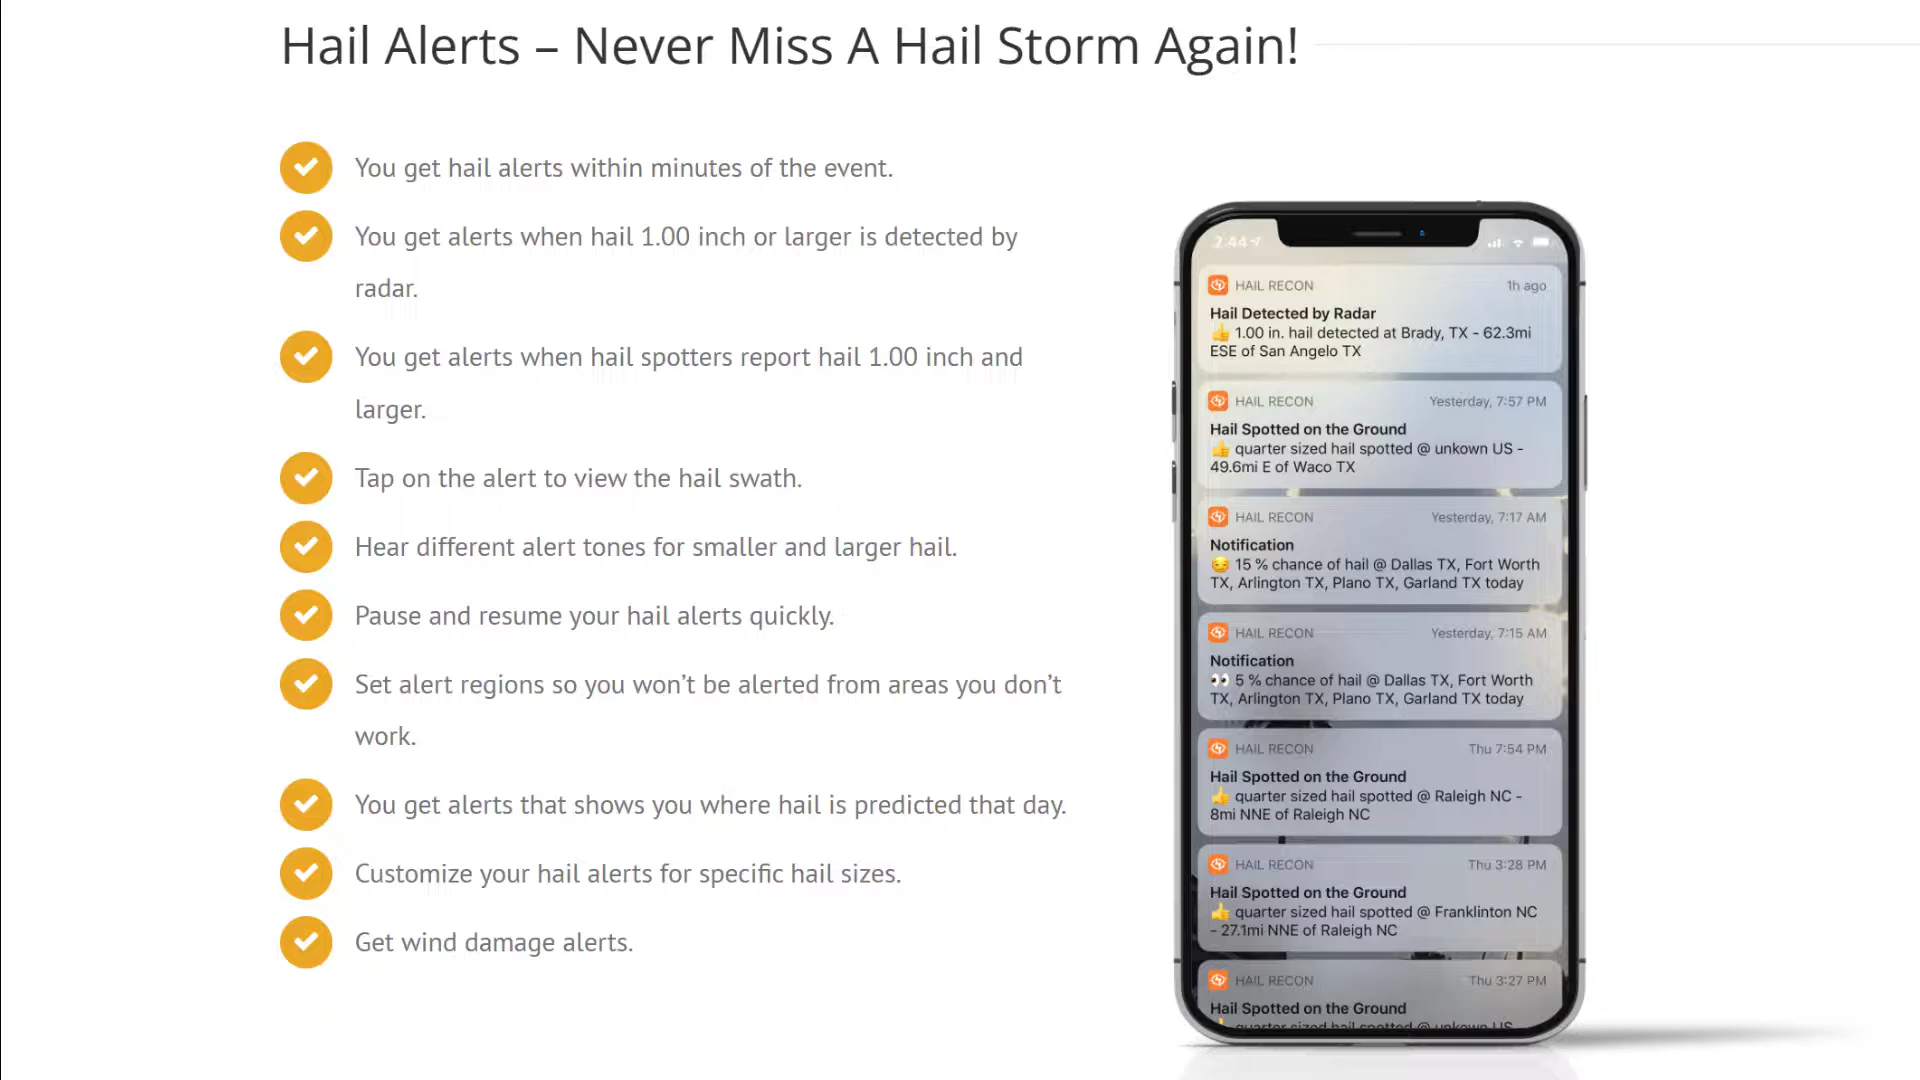 Hail Alerts – Never Miss A Hail Storm Again!
You get hail alerts within minutes of the event.
You get alerts when hail 1.00 inch or larger is detected by
radar.
You get alerts when hail spotters report hail 1.00 inch and
larger.
Tap on the alert to view the hail swath.
Hear different alert tones for smaller and larger hail.
Pause and resume your hail alerts quickly.
Set alert regions so you won’t be alerted from areas you don’t
work.
You get alerts that shows you where hail is predicted that day.
Customize your hail alerts for specific hail sizes.
Get wind damage alerts.
2:44
HAIL RECON 1h ago
Hail Detected by Radar
👍 1.00 in. hail detected at Brady, TX - 62.3mi
ESE of San Angelo TX
HAIL RECON Yesterday, 7:57 PM
Hail Spotted on the Ground
👍 quarter sized hail spotted @ unkown US -
49.6mi E of Waco TX
HAIL RECON Yesterday, 7:17 AM
Notification
😏 15 % chance of hail @ Dallas TX, Fort Worth
TX, Arlington TX, Plano TX, Garland TX today
HAIL RECON Yesterday, 7:15 AM
Notification
👀 5 % chance of hail @ Dallas TX, Fort Worth
TX, Arlington TX, Plano TX, Garland TX today
HAIL RECON Thu 7:54 PM
Hail Spotted on the Ground
👍 quarter sized hail spotted @ Raleigh NC -
8mi NNE of Raleigh NC
HAIL RECON Thu 3:28 PM
Hail Spotted on the Ground
👍 quarter sized hail spotted @ Franklinton NC
- 27.1mi NNE of Raleigh NC
HAIL RECON Thu 3:27 PM
Hail Spotted on the Ground
quarter sized hail spotted @ unkown US